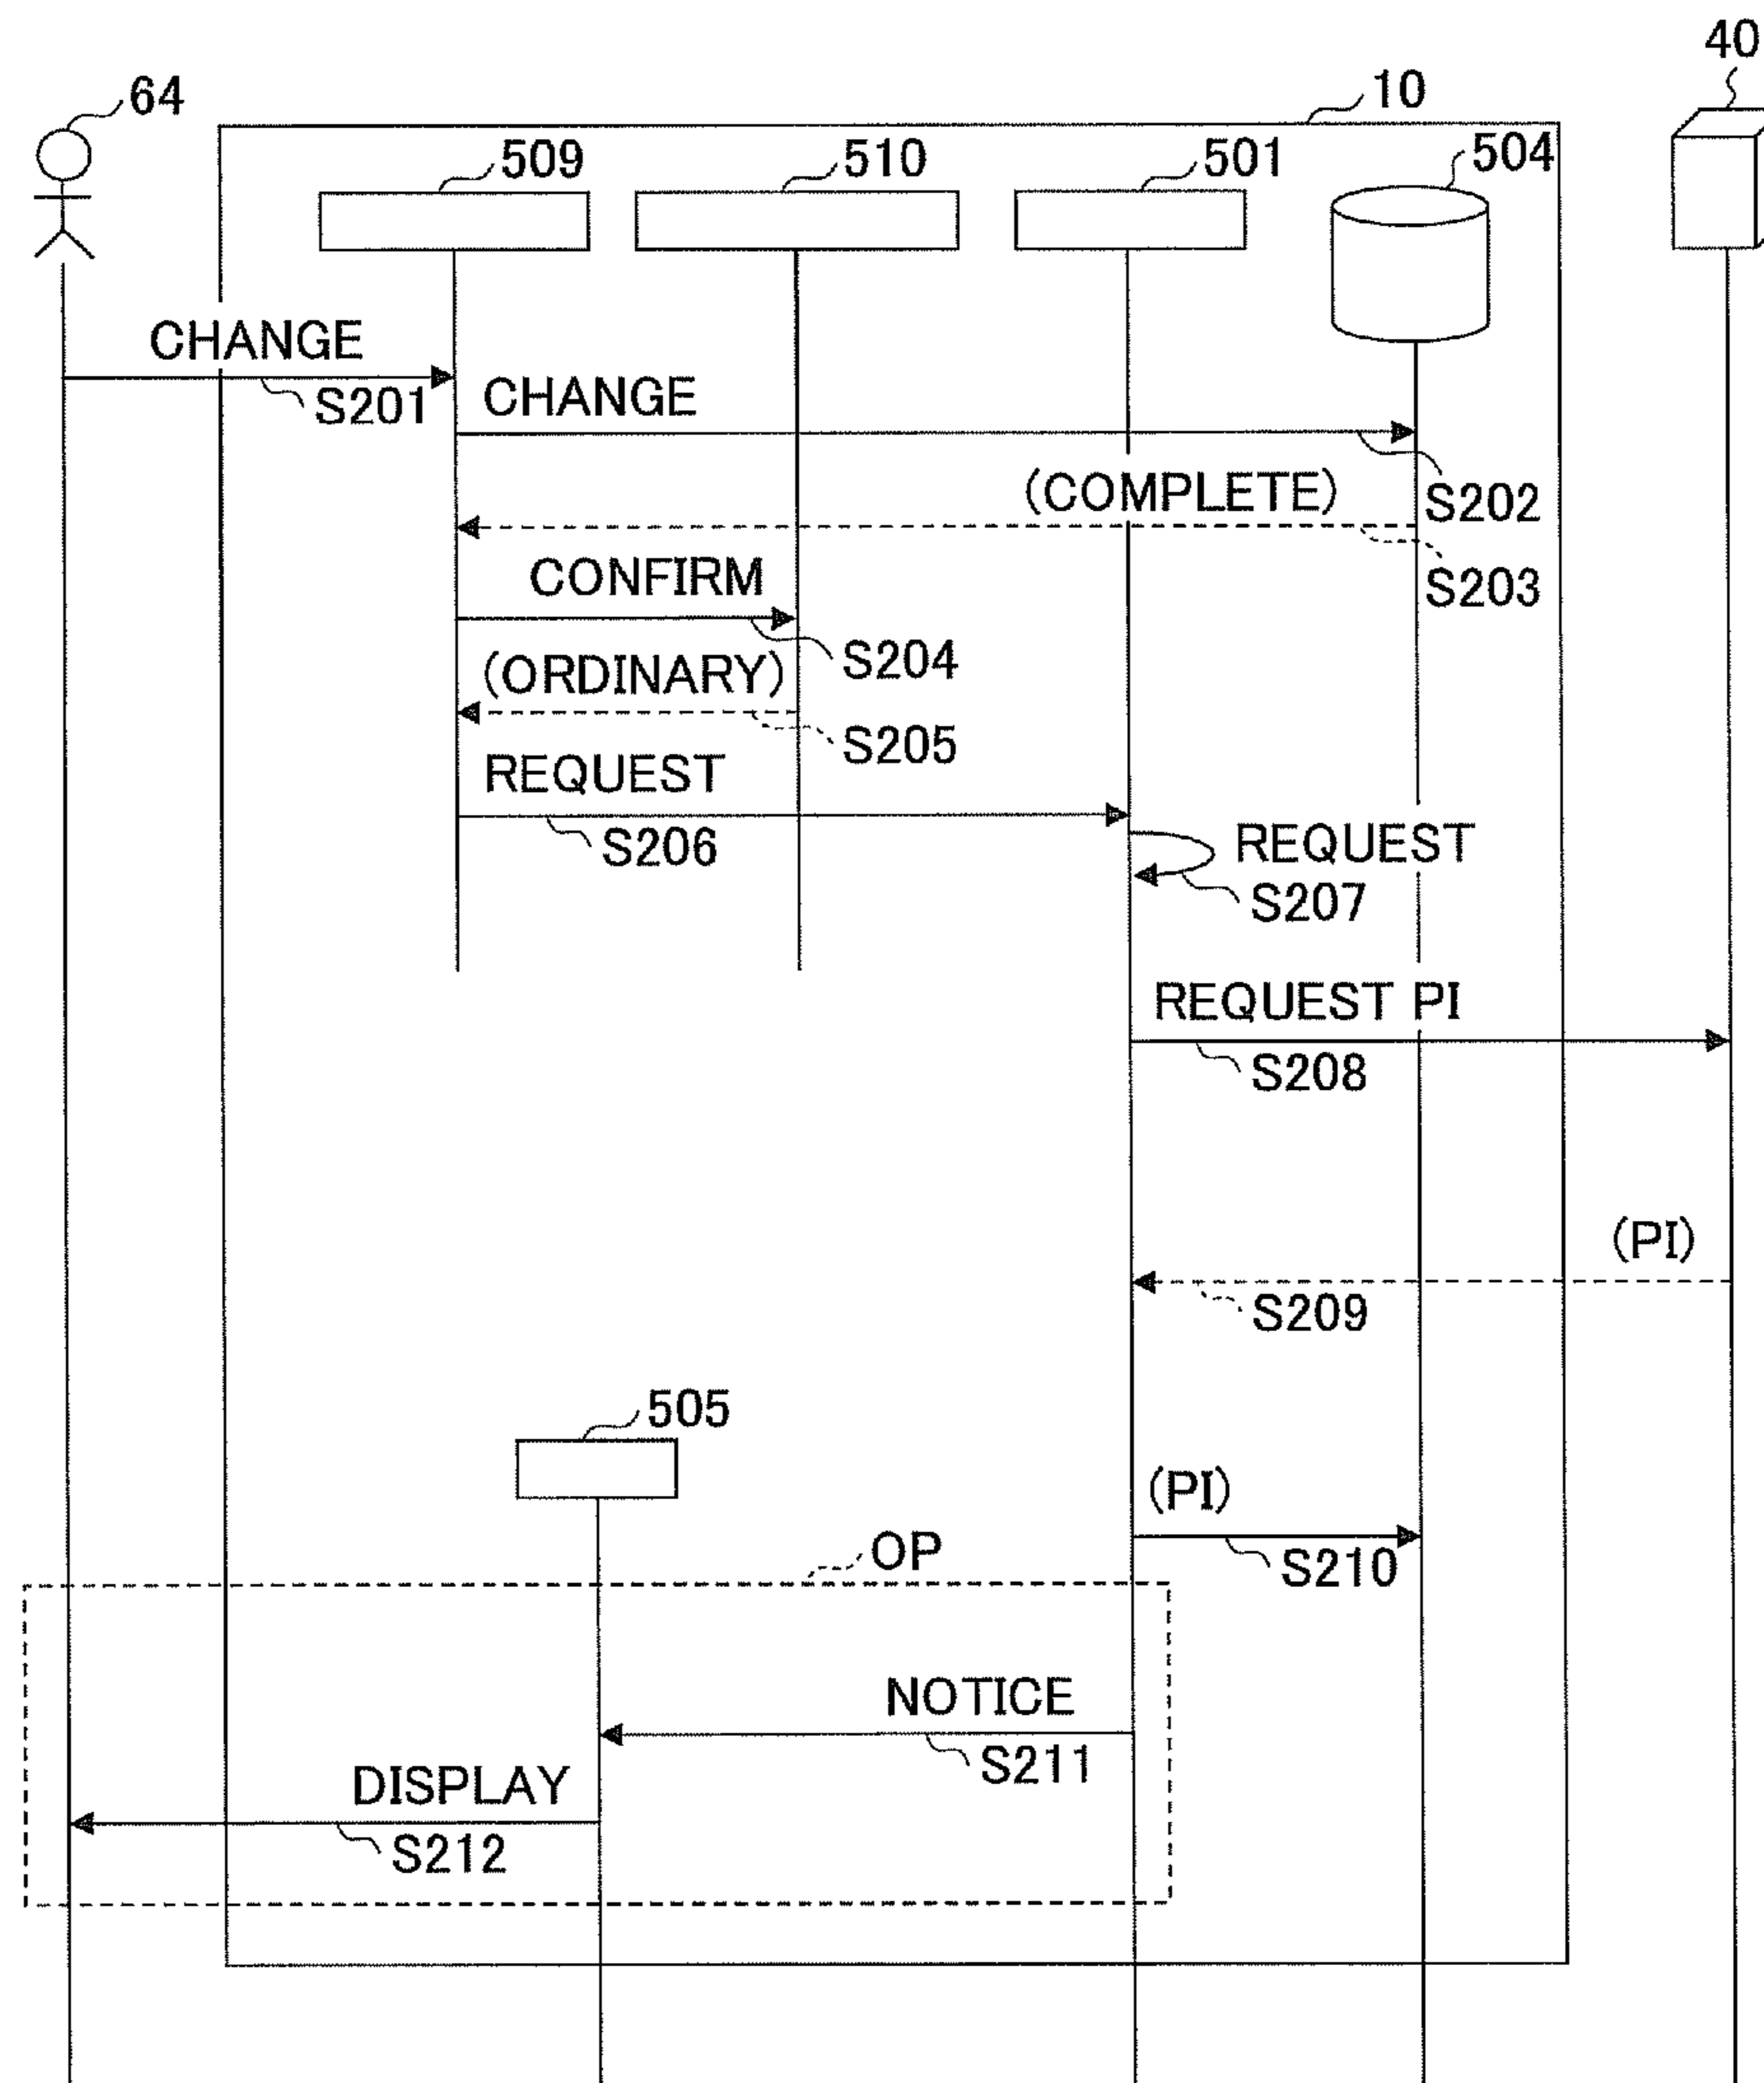 40
64
10
509
510
501
504
CHANGE
S201
CHANGE
S202
(COMPLETE)
S203
CONFIRM
S204
(ORDINARY)
S205
REQUEST
S206
REQUEST
S207
REQUEST PI
S208
(PI)
S209
505
(PI)
S210
OP
NOTICE
S211
DISPLAY
S212